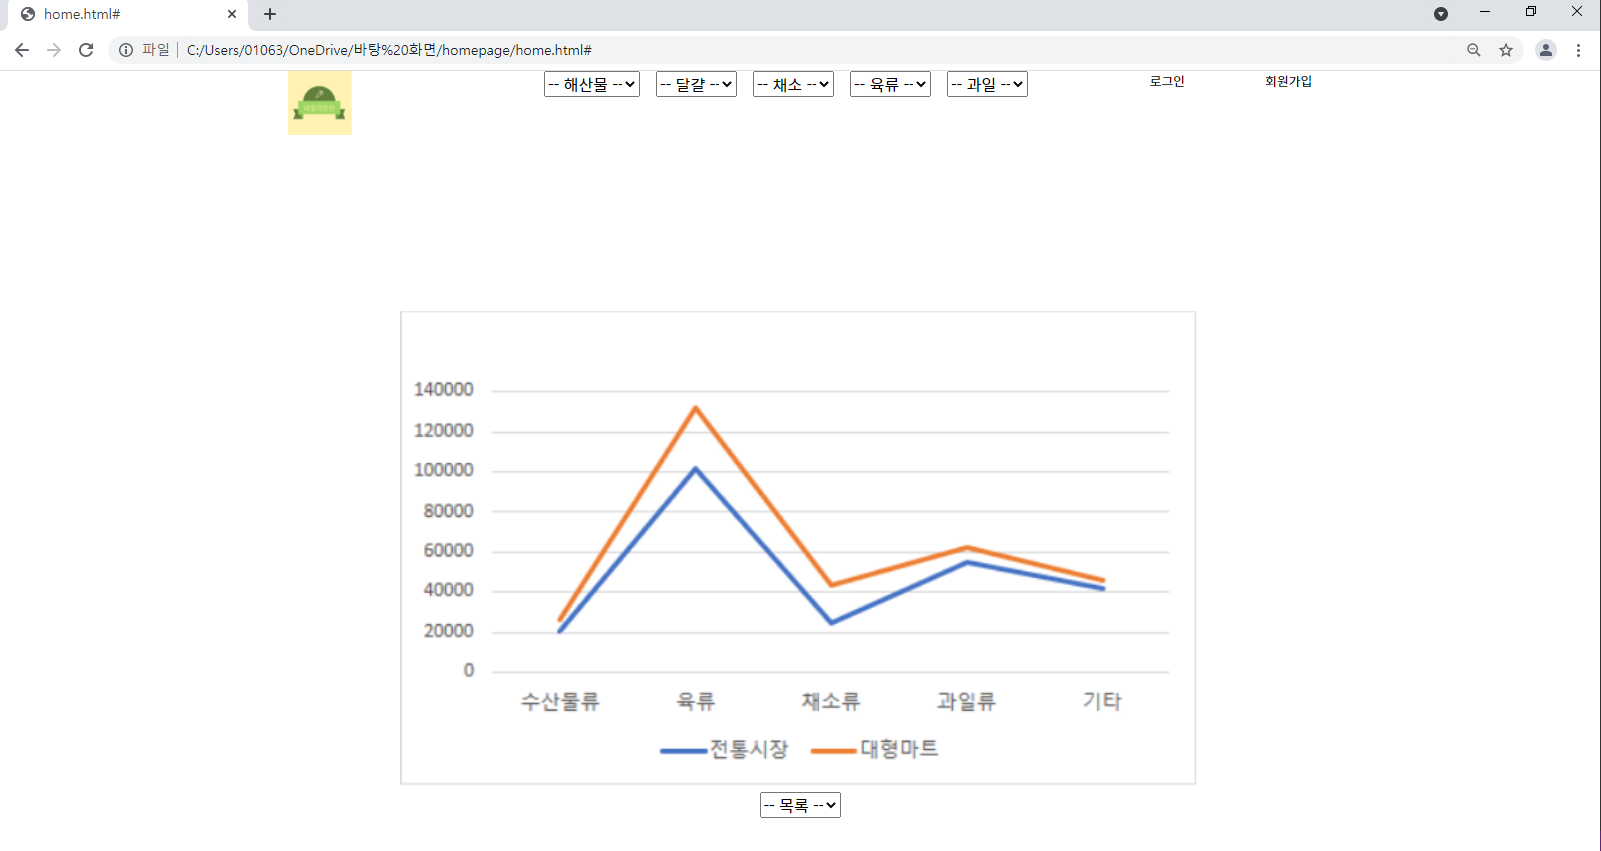 home.html#
파일 C:/Users/01063/OneDrive/바탕%20화면/homepage/home.html#
-- 해산물 -- -- 달걀 -- -- 채소 -- -- 육류 -- -- 과일 -- 로그인 회원가입
140000
120000
100000
80000
60000
40000
20000
0
수산물류 육류 채소류 과일류 기타
전통시장 대형마트
-- 목록 --